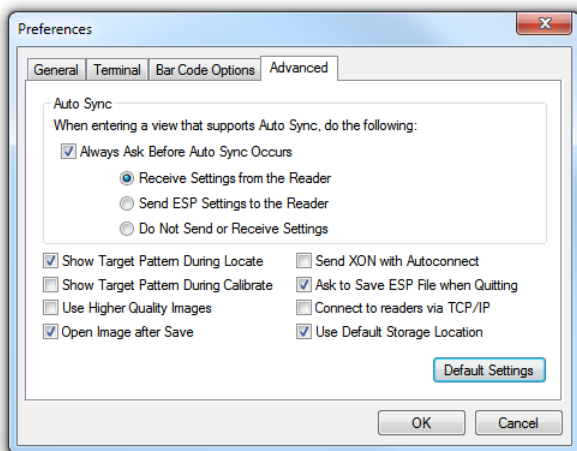 Preferences
General Terminal Bar Code Options Advanced
Auto Sync
When entering a view that supports Auto Sync, do the following:
Always Ask Before Auto Sync Occurs
Receive Settings from the Reader
Send ESP Settings to the Reader
Do Not Send or Receive Settings
Show Target Pattern During Locate Send XON with Autoconnect
Show Target Pattern During Calibrate Ask to Save ESP File when Quitting
Use Higher Quality Images Connect to readers via TCP/IP
Open Image after Save Use Default Storage Location
Default Settings
OK Cancel